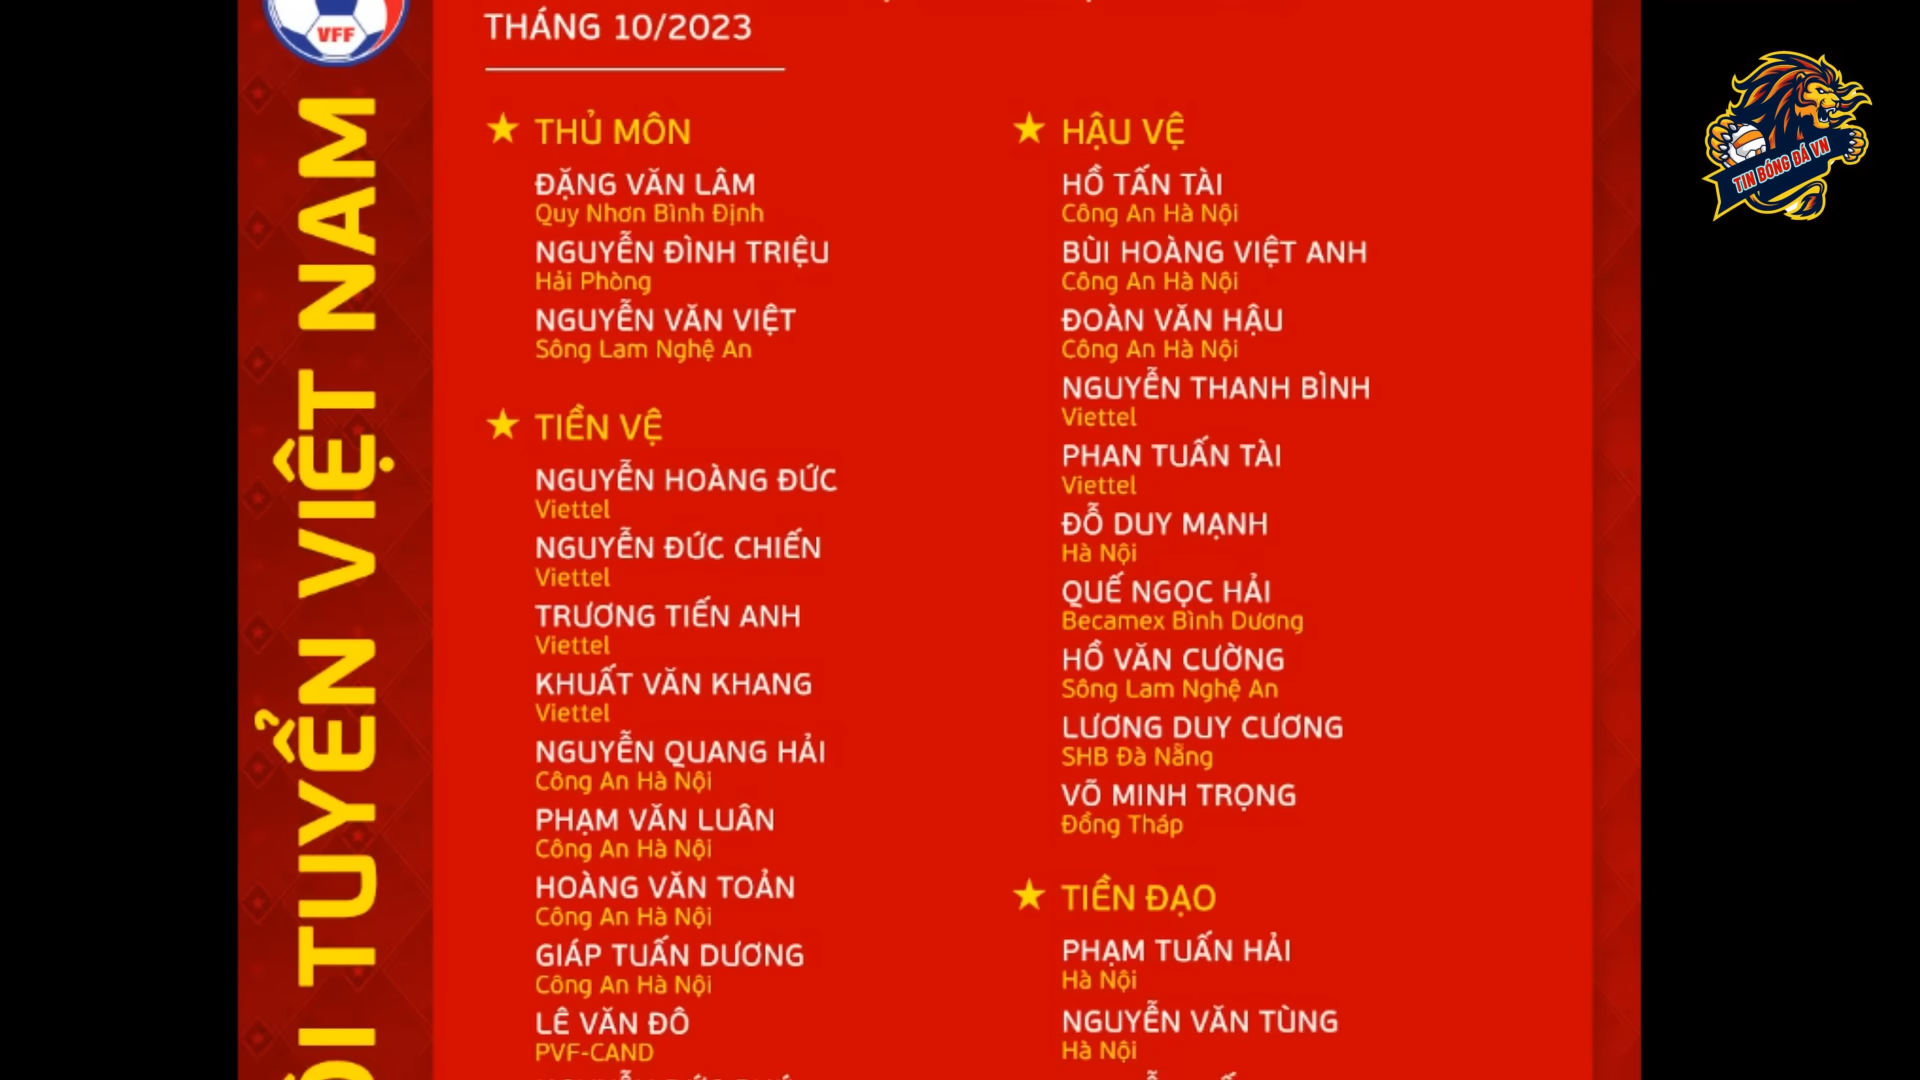 VFF
ĐỘI TUYỂN VIỆT NAM
THÁNG 10/2023
THỦ MÔN
ĐẶNG VĂN LÂM
Quy Nhơn Bình Định
NGUYỄN ĐÌNH TRIỆU
Hải Phòng
NGUYỄN VĂN VIỆT
Sông Lam Nghệ An
TIỀN VỆ
NGUYỄN HOÀNG ĐỨC
Viettel
NGUYỄN ĐỨC CHIẾN
Viettel
TRƯƠNG TIẾN ANH
Viettel
KHUẤT VĂN KHANG
Viettel
NGUYỄN QUANG HẢI
Công An Hà Nội
PHẠM VĂN LUÂN
Công An Hà Nội
HOÀNG VĂN TOẢN
Công An Hà Nội
GIÁP TUẤN DƯƠNG
Công An Hà Nội
LÊ VĂN ĐÔ
PVF-CAND
HẬU VỆ
HỒ TẤN TÀI
Công An Hà Nội
BÙI HOÀNG VIỆT ANH
Công An Hà Nội
ĐOÀN VĂN HẬU
Công An Hà Nội
NGUYỄN THANH BÌNH
Viettel
PHAN TUẤN TÀI
Viettel
ĐỖ DUY MẠNH
Hà Nội
QUẾ NGỌC HẢI
Becamex Bình Dương
HỒ VĂN CƯỜNG
Sông Lam Nghệ An
LƯƠNG DUY CƯƠNG
SHB Đà Nẵng
VÕ MINH TRỌNG
Đồng Tháp
TIỀN ĐẠO
PHẠM TUẤN HẢI
Hà Nội
NGUYỄN VĂN TÙNG
Hà Nội
TIN BÓNG ĐÁ VN